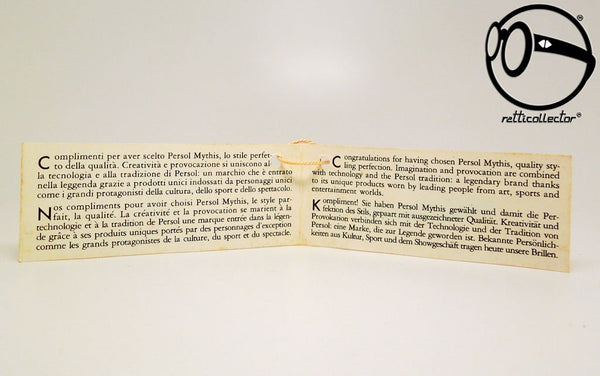 Complimenti per aver scelto Persol Mythis, lo stile perfet-
to della qualità. Creatività e provocazione si uniscono al-
la tecnologia e alla tradizione di Persol: un marchio che è entrato
nella leggenda grazie a prodotti unici indossati da personaggi unici
come i grandi protagonisti della cultura, dello sport e dello spettacolo.
Nos compliments pour avoir choisi Persol Mythis, le style par-
fait, la qualité. La créativité et la provocation se marient à la
technologie et à la tradition de Persol une marque entrée dans la légen-
de grâce à ses produits uniques portés par des personnages d'exception
comme les grands protagonistes de la culture, du sport et du spectacle.
Congratulations for having chosen Persol Mythis, quality sty-
ling perfection. Imagination and provocation are combined
with technology and the Persol tradition: a legendary brand thanks
to its unique products worn by leading people from art, sports and
entertainment worlds.
Kompliment! Sie haben Persol Mythis gewählt und damit die Per-
fektion des Stils, gepaart mit ausgezeichneter Qualität. Kreativität und
Provokation verbinden sich mit der Technologie und der Tradition von
Persol: eine Marke, die zur Legende geworden ist. Bekannte Persönlich-
keiten aus Kultur, Sport und dem Showgeschäft tragen heute unsere Brillen.
retticollector®